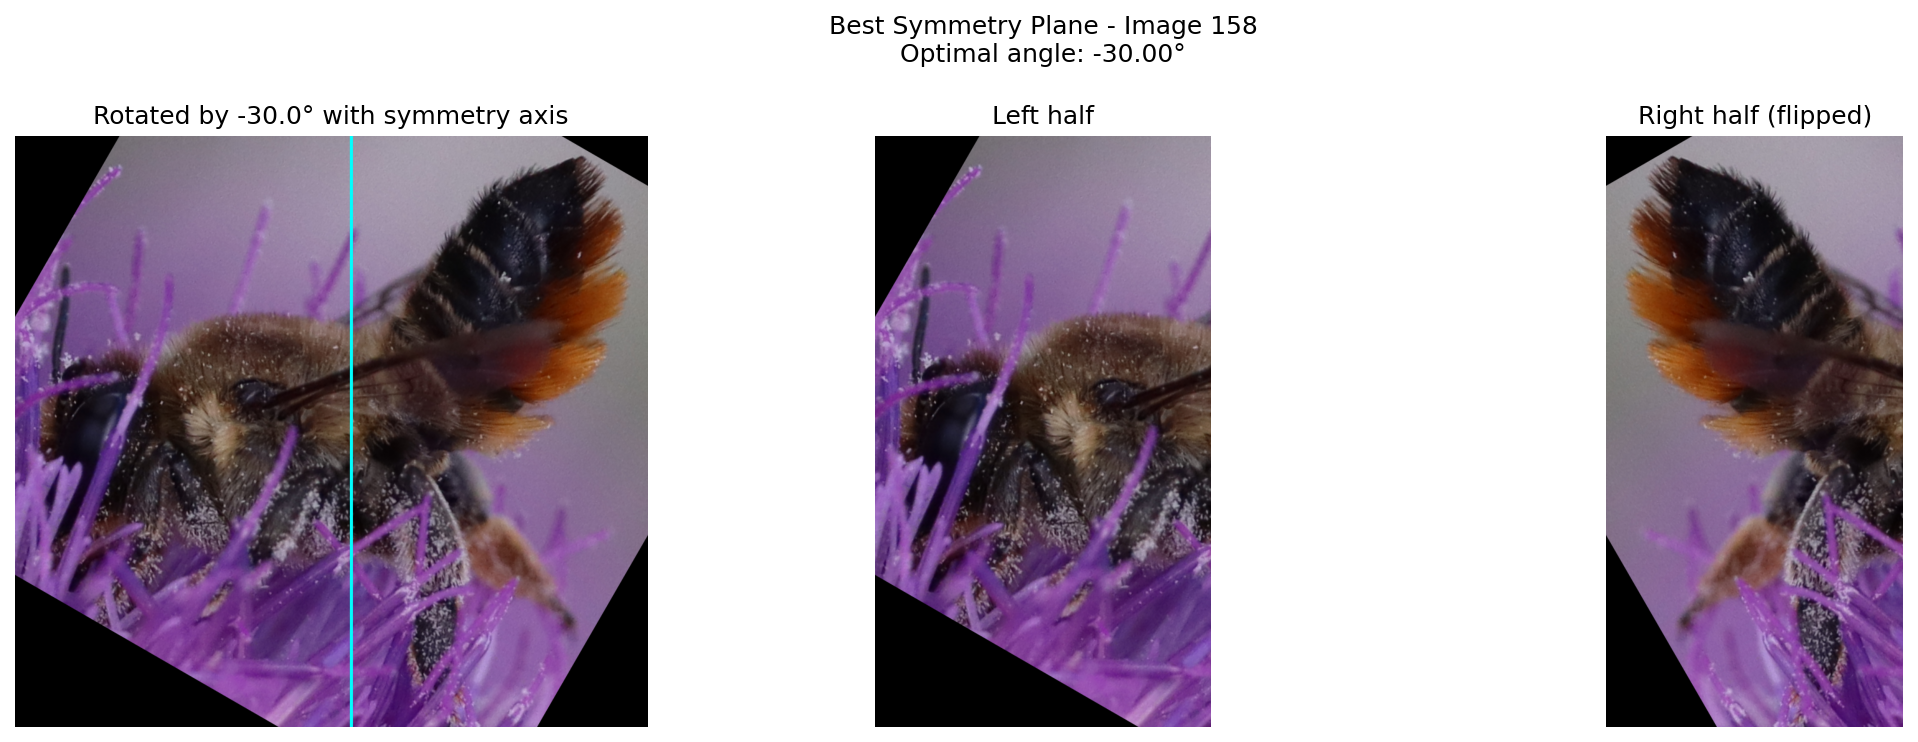 Best Symmetry Plane - Image 158
Optimal angle: -30.00°
Rotated by -30.0° with symmetry axis
Left half
Right half (flipped)